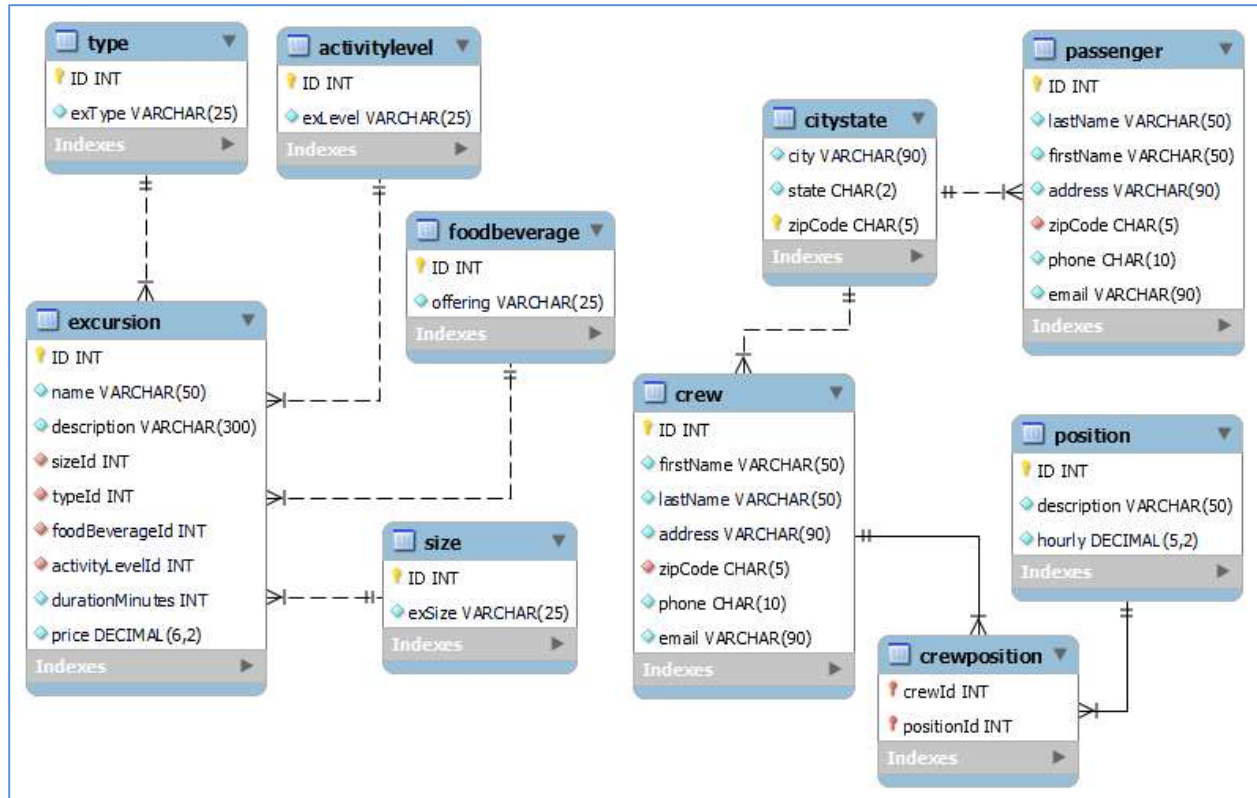 type
ID INT
exType VARCHAR(25)
Indexes
activitylevel
ID INT
exLevel VARCHAR(25)
Indexes
foodbeverage
ID INT
offering VARCHAR(25)
Indexes
excursion
ID INT
name VARCHAR(50)
description VARCHAR(300)
sizeId INT
typeId INT
foodBeverageId INT
activityLevelId INT
durationMinutes INT
price DECIMAL(6,2)
Indexes
size
ID INT
exSize VARCHAR(25)
Indexes
citystate
city VARCHAR(90)
state CHAR(2)
zipCode CHAR(5)
Indexes
passenger
ID INT
lastName VARCHAR(50)
firstName VARCHAR(50)
address VARCHAR(90)
zipCode CHAR(5)
phone CHAR(10)
email VARCHAR(90)
Indexes
crew
ID INT
firstName VARCHAR(50)
lastName VARCHAR(50)
address VARCHAR(90)
zipCode CHAR(5)
phone CHAR(10)
email VARCHAR(90)
Indexes
position
ID INT
description VARCHAR(50)
hourly DECIMAL(5,2)
Indexes
crewposition
crewId INT
positionId INT
Indexes